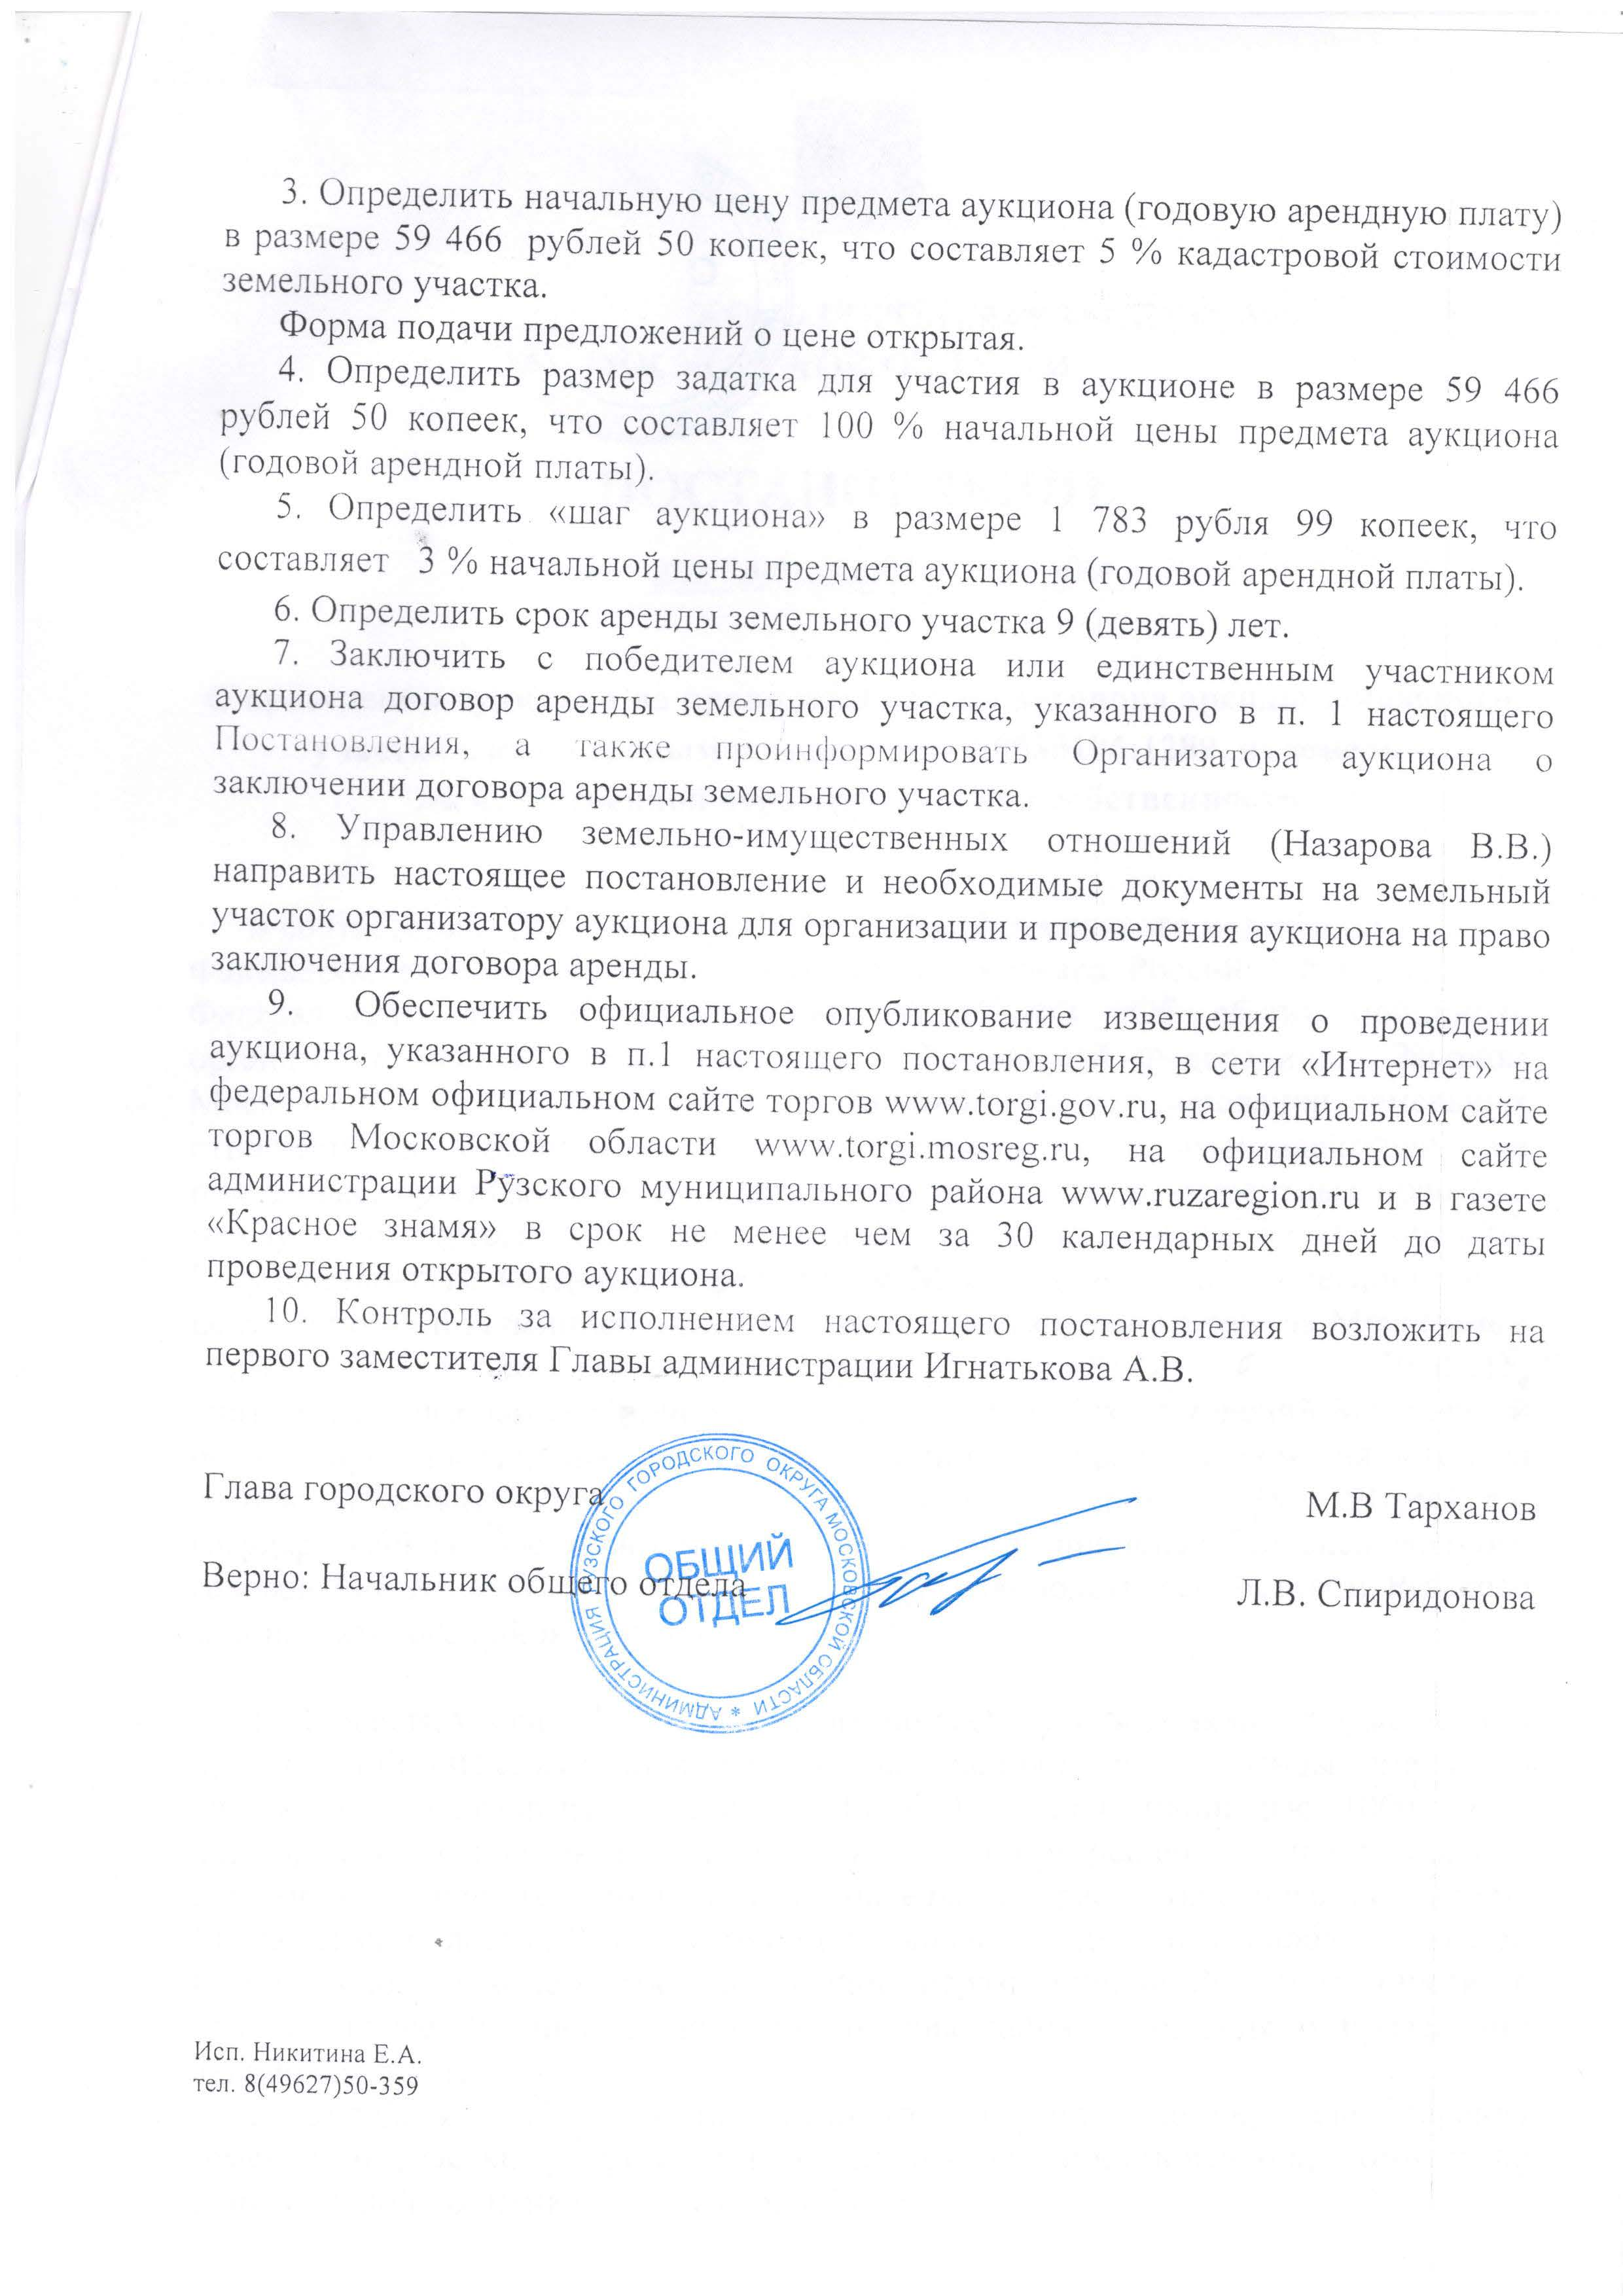 3. Определить начальную цену предмета аукциона (годовую арендную плату)
в размере 59 466 рублей 50 копеек, что составляет 5 % кадастровой стоимости
земельного участка.
Форма подачи предложений о цене открытая.
4. Определить размер задатка для участия в аукционе в размере 59 466
рублей 50 копеек, что составляет 100 % начальной цены предмета аукциона
(годовой арендной платы).
5. Определить «шаг аукциона» в размере 1 783 рубля 99 копеек, что
составляет 3 % начальной цены предмета аукциона (годовой арендной платы).
6. Определить срок аренды земельного участка 9 (девять) лет.
7. Заключить с победителем аукциона или единственным участником
аукциона договор аренды земельного участка, указанного в п. 1 настоящего
Постановления, а также проинформировать Организатора аукциона о
заключении договора аренды земельного участка.
8. Управлению земельно-имущественных отношений (Назарова В.В.)
направить настоящее постановление и необходимые документы на земельный
участок организатору аукциона для организации и проведения аукциона на право
заключения договора аренды.
9. Обеспечить официальное опубликование извещения о проведении
аукциона, указанного в п.1 настоящего постановления, в сети «Интернет» на
федеральном официальном сайте торгов www.torgi.gov.ru, на официальном сайте
торгов Московской области www.torgi.mosreg.ru, на официальном сайте
администрации Рузского муниципального района www.ruzaregion.ru и в газете
«Красное знамя» в срок не менее чем за 30 календарных дней до даты
проведения открытого аукциона.
10. Контроль за исполнением настоящего постановления возложить на
первого заместителя Главы администрации Игнатькова А.В.
Глава городского округа М.В Тарханов
Верно: Начальник общего отдела Л.В. Спиридонова
АДМИНИСТРАЦИЯ РУЗСКОГО ГОРОДСКОГО ОКРУГА МОСКОВСКОЙ ОБЛАСТИ *
ОБЩИЙ
ОТДЕЛ
Исп. Никитина Е.А.
тел. 8(49627)50-359